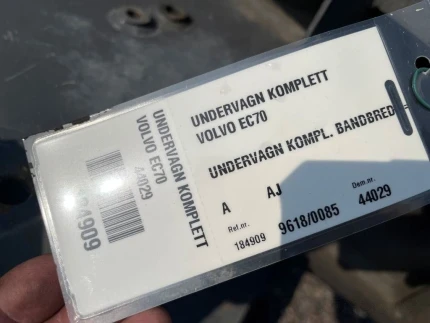 UNDERVAGN KOMPLETT
VOLVO EC70
44029
184909
UNDERVAGN KOMPLETT
VOLVO EC70
UNDERVAGN KOMPL. BANDBRED
A AJ
Ref.nr. Dem.nr.
184909 9618/0085 44029